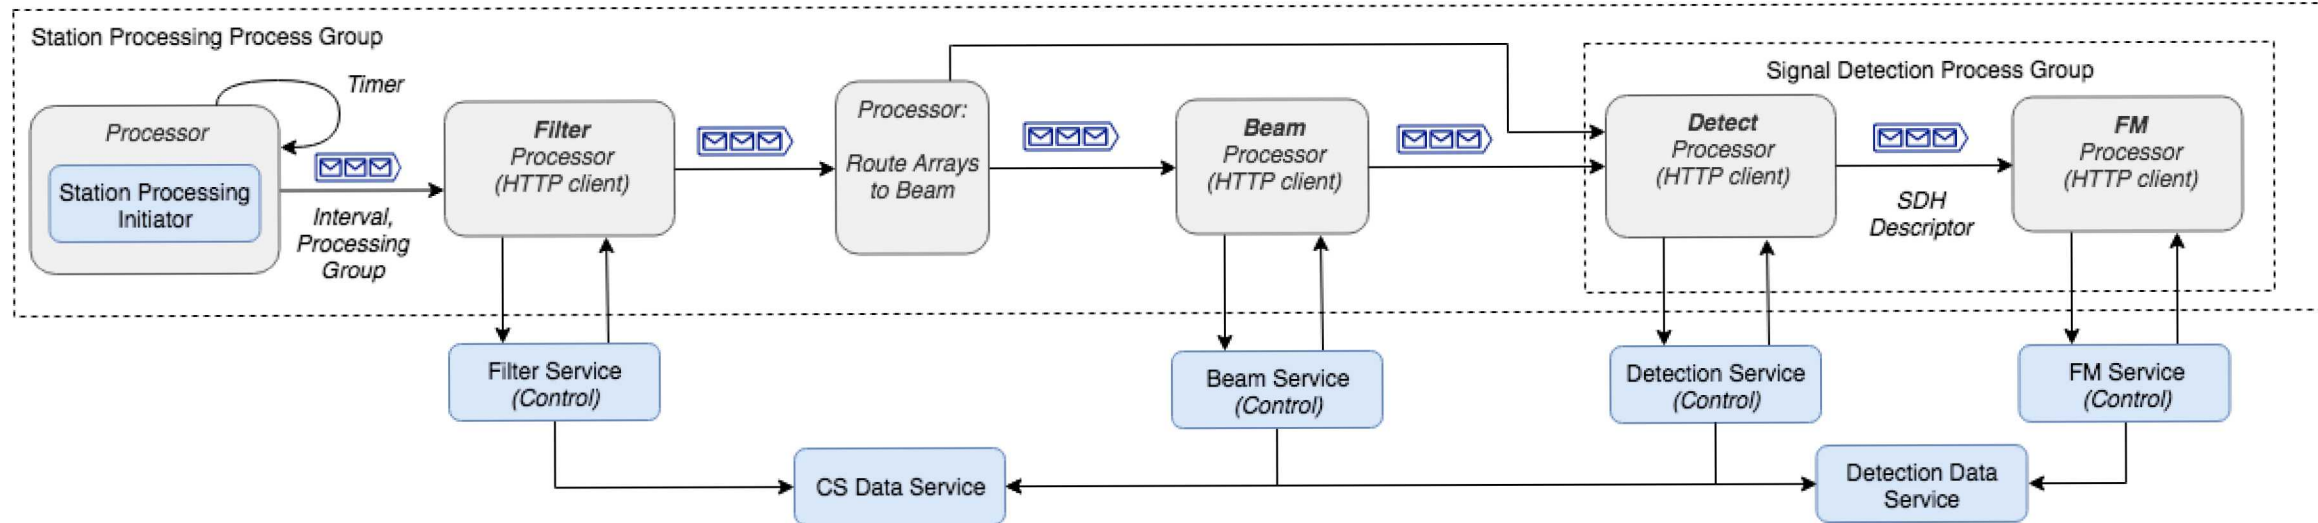 Station Processing Process Group
Timer
Processor
Station Processing
Initiator
Interval,
Processing
Group
Filter
Processor
(HTTP client)
Processor:
Route Arrays
to Beam
Beam
Processor
(HTTP client)
Signal Detection Process Group
Detect
Processor
(HTTP client)
SDH
Descriptor
FM
Processor
(HTTP client)
Filter Service
(Control)
Beam Service
(Control)
Detection Service
(Control)
FM Service
(Control)
CS Data Service
Detection Data
Service